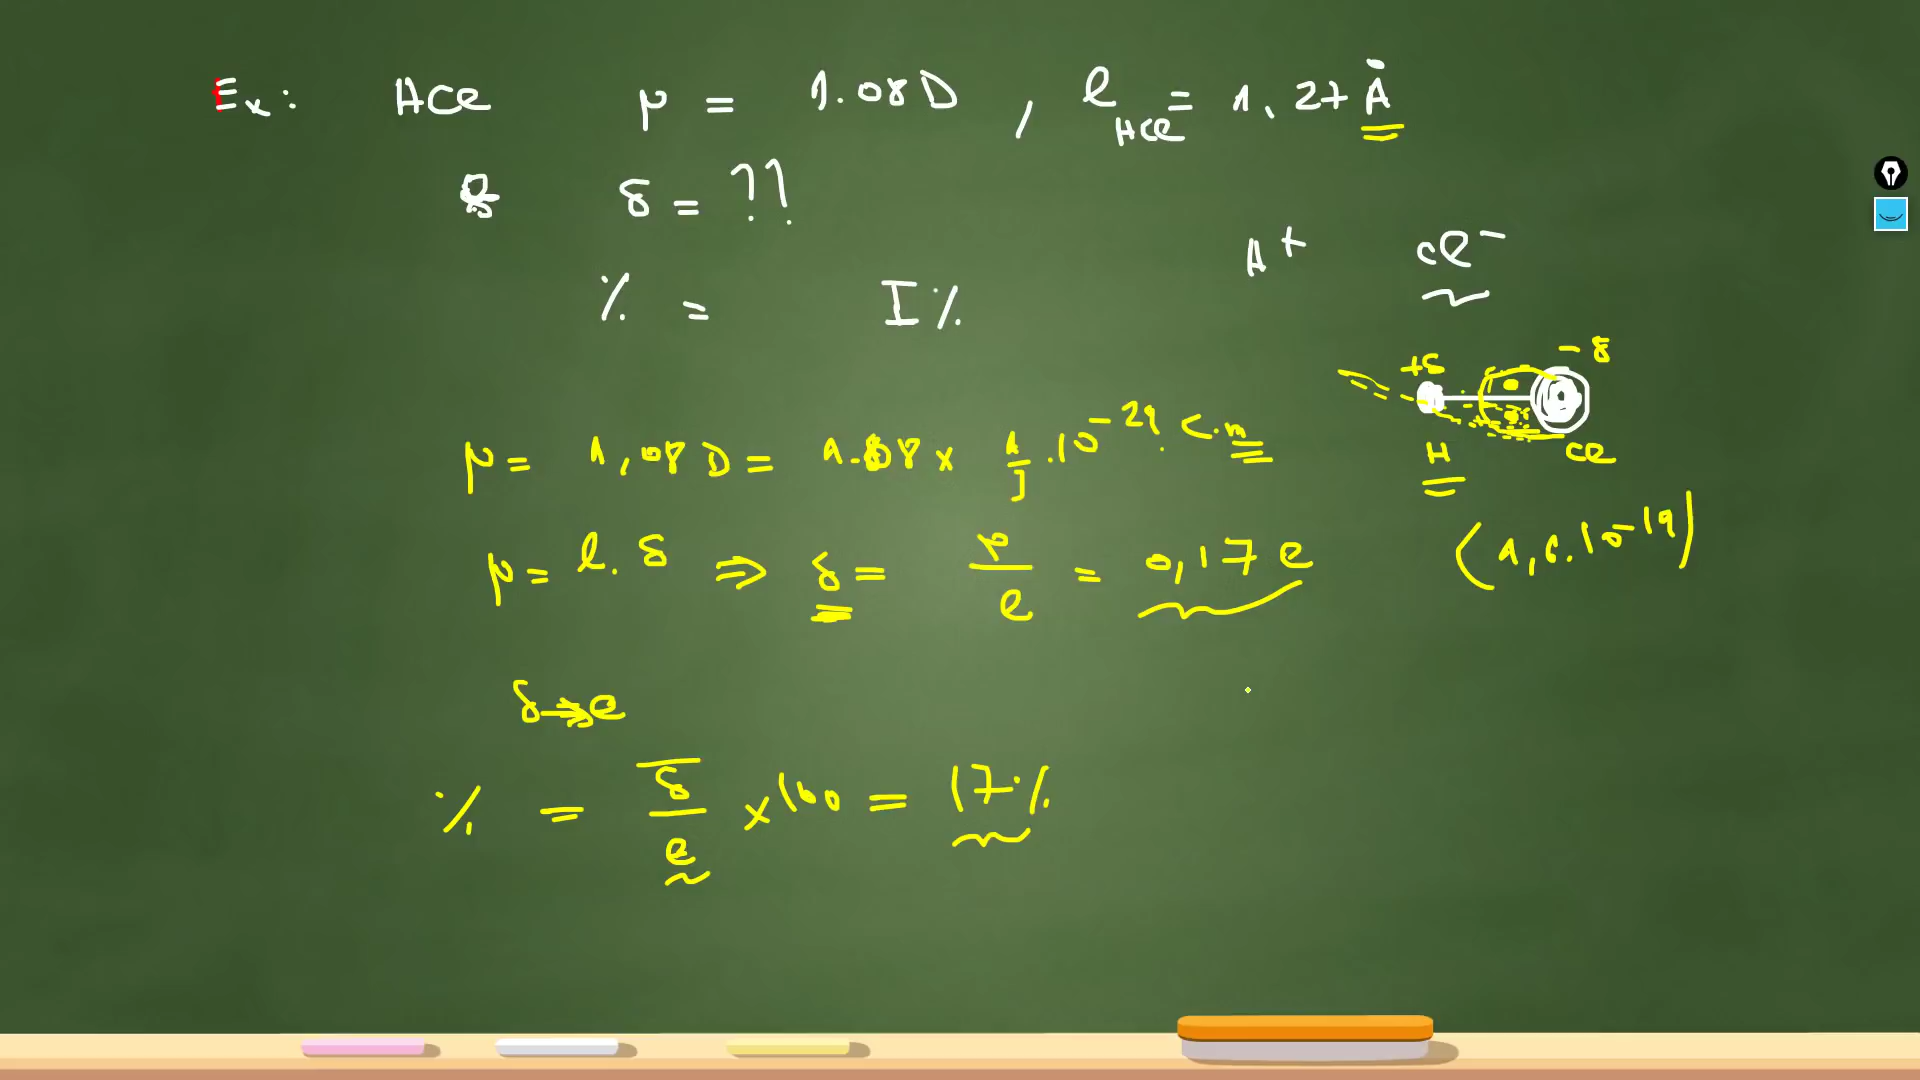 Ex: HCl μ = 1.08 D , l HCl = 1,27 Å
δ = ??
% = I %
H+ Cl-
+δ -δ
H Cl
μ = 1,08 D = 1.08 x 1/3 .10^-29 C.m
(1,6.10^-19)
μ = l . δ ⇒ δ = μ/l = 0,17 e
δ → e
% = δ/e x 100 = 17 %